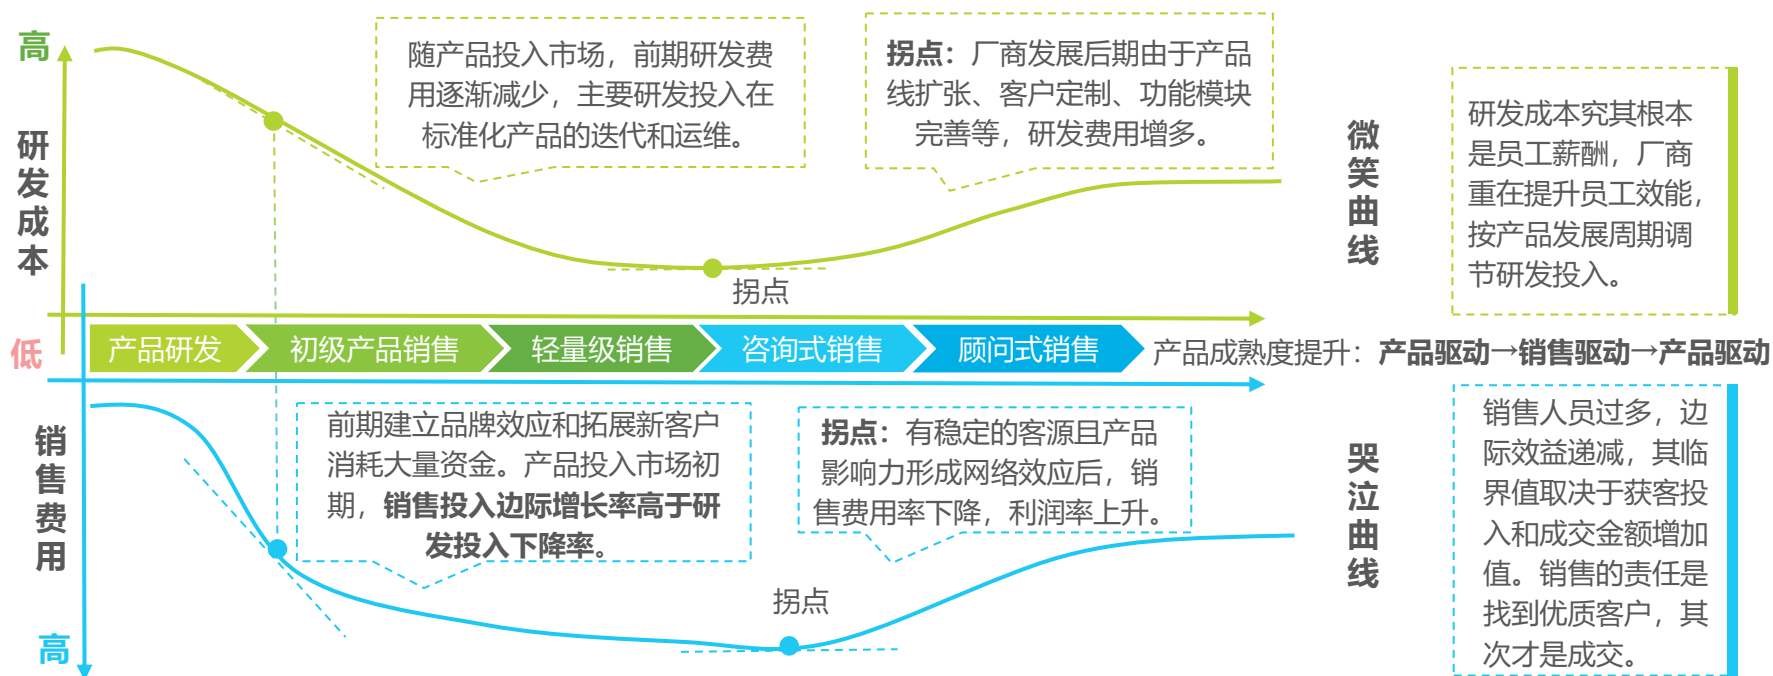 高
研发成本
低
随产品投入市场，前期研发费
用逐渐减少，主要研发投入在
标准化产品的迭代和运维。
拐点：厂商发展后期由于产品
线扩张、客户定制、功能模块
完善等，研发费用增多。
拐点
微笑曲线
研发成本究其根本
是员工薪酬，厂商
重在提升员工效能，
按产品发展周期调
节研发投入。
产品研发
初级产品销售
轻量级销售
咨询式销售
顾问式销售
产品成熟度提升：产品驱动→销售驱动→产品驱动
销售费用
高
前期建立品牌效应和拓展新客户
消耗大量资金。产品投入市场初
期，销售投入边际增长率高于研
发投入下降率。
拐点：有稳定的客源且产品
影响力形成网络效应后，销
售费用率下降，利润率上升。
拐点
哭泣曲线
销售人员过多，边
际效益递减，其临
界值取决于获客投
入和成交金额增加
值。销售的责任是
找到优质客户，其
次才是成交。